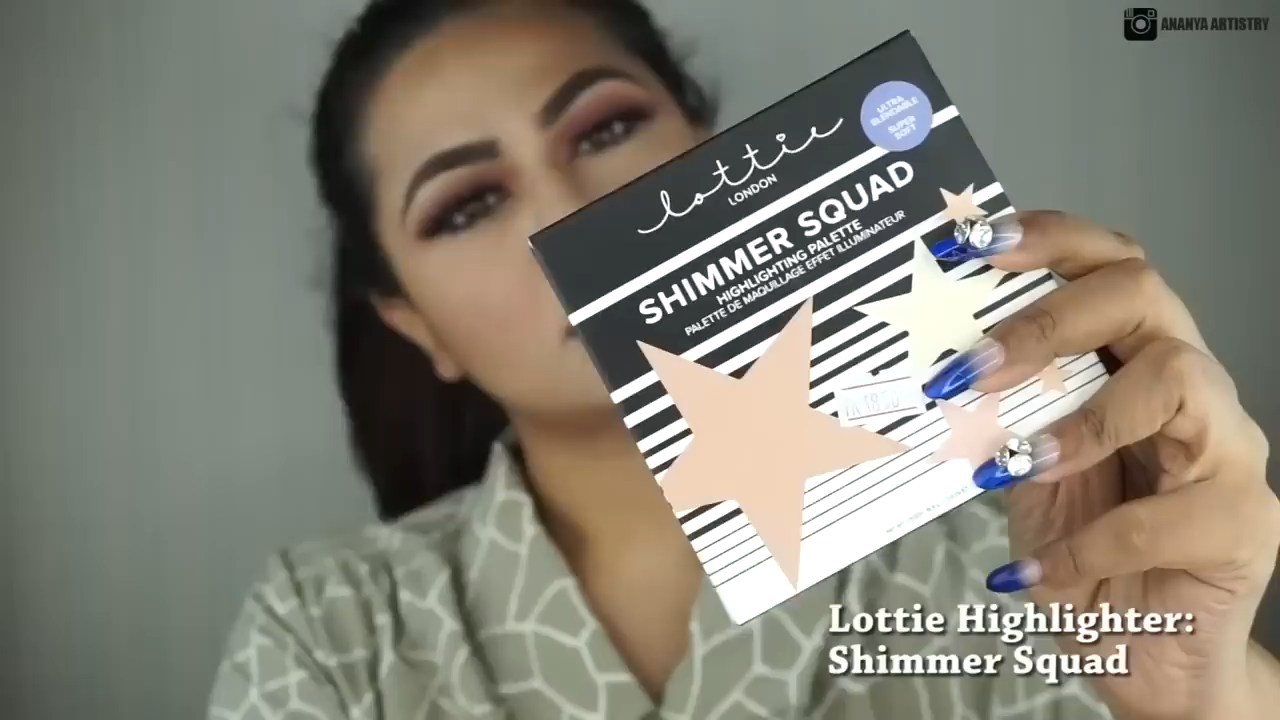 ANANYA ARTISTRY
ULTRA
BLENDABLE
SUPER
SOFT
lottie
LONDON
SHIMMER SQUAD
HIGHLIGHTING PALETTE
PALETTE DE MAQUILLAGE EFFET ILLUMINATEUR
Lottie Highlighter:
Shimmer Squad